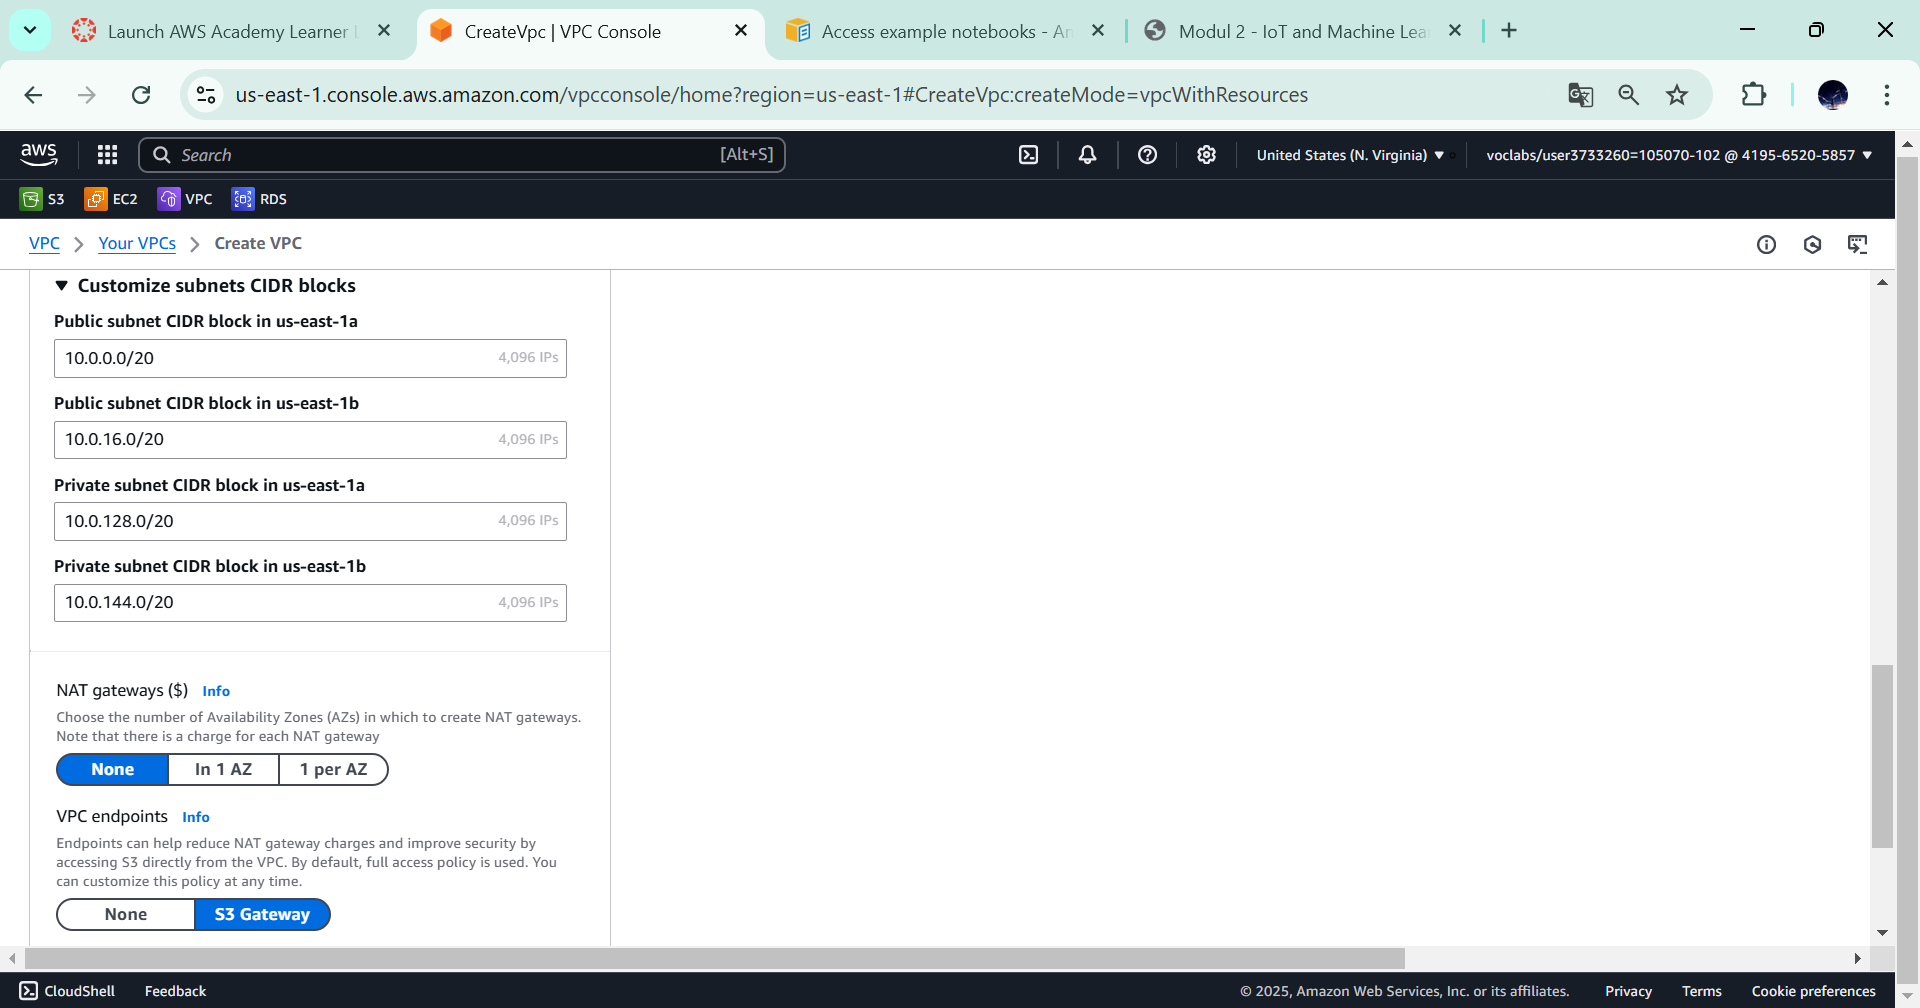 Launch AWS Academy Learner L
CreateVpc | VPC Console
Access example notebooks - Am
Modul 2 - IoT and Machine Lear
us-east-1.console.aws.amazon.com/vpcconsole/home?region=us-east-1#CreateVpc:createMode=vpcWithResources
aws
Search
[Alt+S]
United States (N. Virginia)
voclabs/user3733260=105070-102 @ 4195-6520-5857
S3
EC2
VPC
RDS
VPC
Your VPCs
Create VPC
Customize subnets CIDR blocks
Public subnet CIDR block in us-east-1a
10.0.0.0/20 4,096 IPs
Public subnet CIDR block in us-east-1b
10.0.16.0/20 4,096 IPs
Private subnet CIDR block in us-east-1a
10.0.128.0/20 4,096 IPs
Private subnet CIDR block in us-east-1b
10.0.144.0/20 4,096 IPs
NAT gateways ($) Info
Choose the number of Availability Zones (AZs) in which to create NAT gateways.
Note that there is a charge for each NAT gateway
None In 1 AZ 1 per AZ
VPC endpoints Info
Endpoints can help reduce NAT gateway charges and improve security by
accessing S3 directly from the VPC. By default, full access policy is used. You
can customize this policy at any time.
None S3 Gateway
CloudShell Feedback © 2025, Amazon Web Services, Inc. or its affiliates. Privacy Terms Cookie preferences